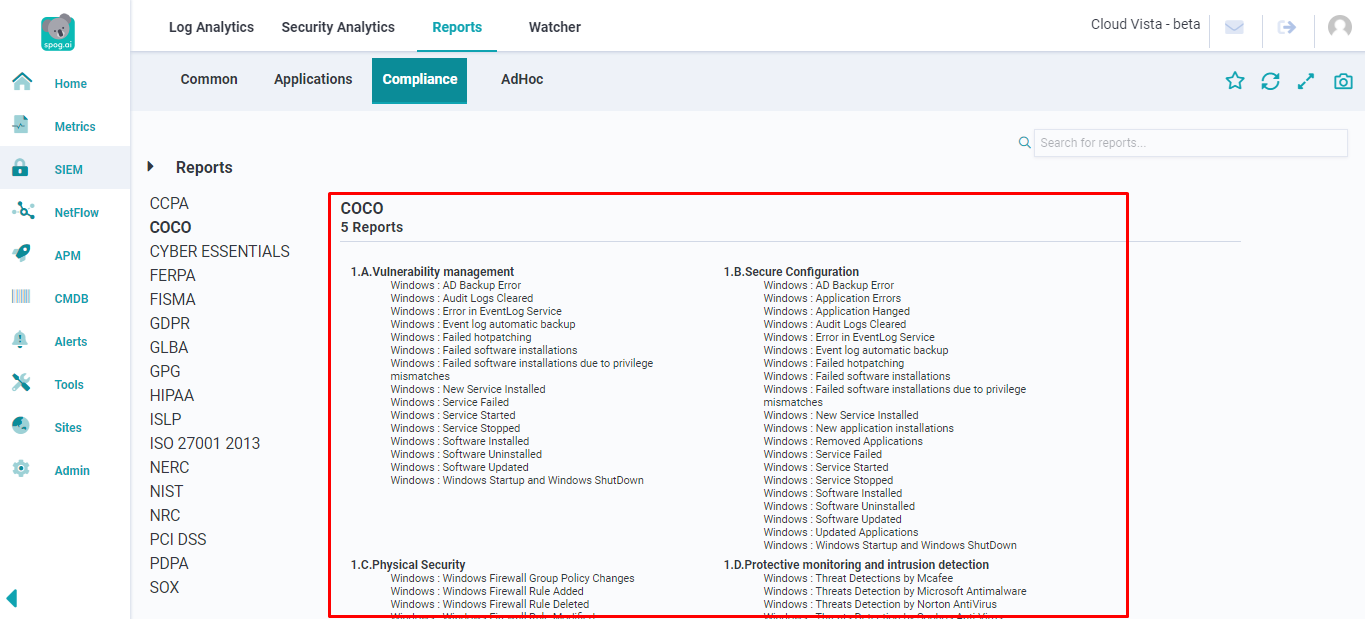 spog.ai
Home
Metrics
SIEM
NetFlow
APM
CMDB
Alerts
Tools
Sites
Admin
Log Analytics
Security Analytics
Reports
Watcher
Cloud Vista - beta
Common
Applications
Compliance
AdHoc
Search for reports...
Reports
CCPA
COCO
CYBER ESSENTIALS
FERPA
FISMA
GDPR
GLBA
GPG
HIPAA
ISLP
ISO 27001 2013
NERC
NIST
NRC
PCI DSS
PDPA
SOX
COCO
5 Reports
1.A.Vulnerability management
Windows : AD Backup Error
Windows : Audit Logs Cleared
Windows : Error in EventLog Service
Windows : Event log automatic backup
Windows : Failed hotpatching
Windows : Failed software installations
Windows : Failed software installations due to privilege
mismatches
Windows : New Service Installed
Windows : Service Failed
Windows : Service Started
Windows : Service Stopped
Windows : Software Installed
Windows : Software Uninstalled
Windows : Software Updated
Windows : Windows Startup and Windows ShutDown
1.B.Secure Configuration
Windows : AD Backup Error
Windows : Application Errors
Windows : Application Hanged
Windows : Audit Logs Cleared
Windows : Error in EventLog Service
Windows : Event log automatic backup
Windows : Failed hotpatching
Windows : Failed software installations
Windows : Failed software installations due to privilege
mismatches
Windows : New Service Installed
Windows : New application installations
Windows : Removed Applications
Windows : Service Failed
Windows : Service Started
Windows : Service Stopped
Windows : Software Installed
Windows : Software Uninstalled
Windows : Software Updated
Windows : Updated Applications
Windows : Windows Startup and Windows ShutDown
1.C.Physical Security
Windows : Windows Firewall Group Policy Changes
Windows : Windows Firewall Rule Added
Windows : Windows Firewall Rule Deleted
1.D.Protective monitoring and intrusion detection
Windows : Threat Detections by Mcafee
Windows : Threats Detection by Microsoft Antimalware
Windows : Threats Detection by Norton AntiVirus